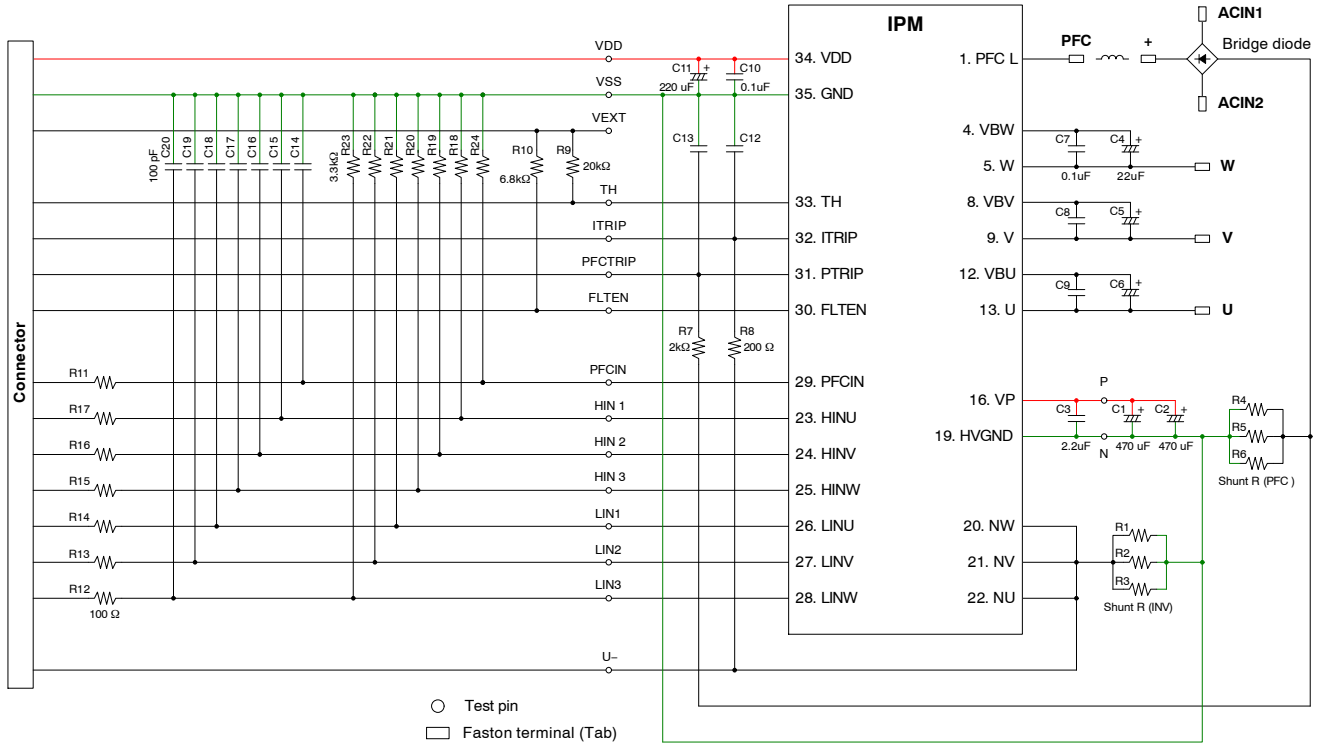 IPM
ACIN1
VDD
PFC
+
Bridge diode
C11
+
C10
34. VDD
1. PFC L
220 uF
0.1uF
VSS
35. GND
ACIN2
VEXT
C20
C19
C18
C17
C16
C15
C14
R23
R22
R21
R20
R19
R18
R24
100 pF
3.3kΩ
R10
6.8kΩ
R9
20kΩ
C13
C12
4. VBW
C7
C4
+
5. W
0.1uF
22uF
W
TH
33. TH
8. VBV
C8
C5
+
ITRIP
32. ITRIP
9. V
V
PFCTRIP
31. PTRIP
12. VBU
C9
C6
+
FLTEN
30. FLTEN
13. U
U
R7
2kΩ
R8
200 Ω
Connector
R11
PFCIN
29. PFCIN
P
16. VP
C3
C1
+
C2
+
R4
R17
HIN 1
23. HINU
19. HVGND
2.2uF
N
470 uF
470 uF
R5
R6
Shunt R (PFC )
R16
HIN 2
24. HINV
R15
HIN 3
25. HINW
R14
LIN1
26. LINU
20. NW
R1
R13
LIN2
27. LINV
21. NV
R2
R12
100 Ω
LIN3
28. LINW
22. NU
R3
Shunt R (INV)
U−
Test pin
Faston terminal (Tab)